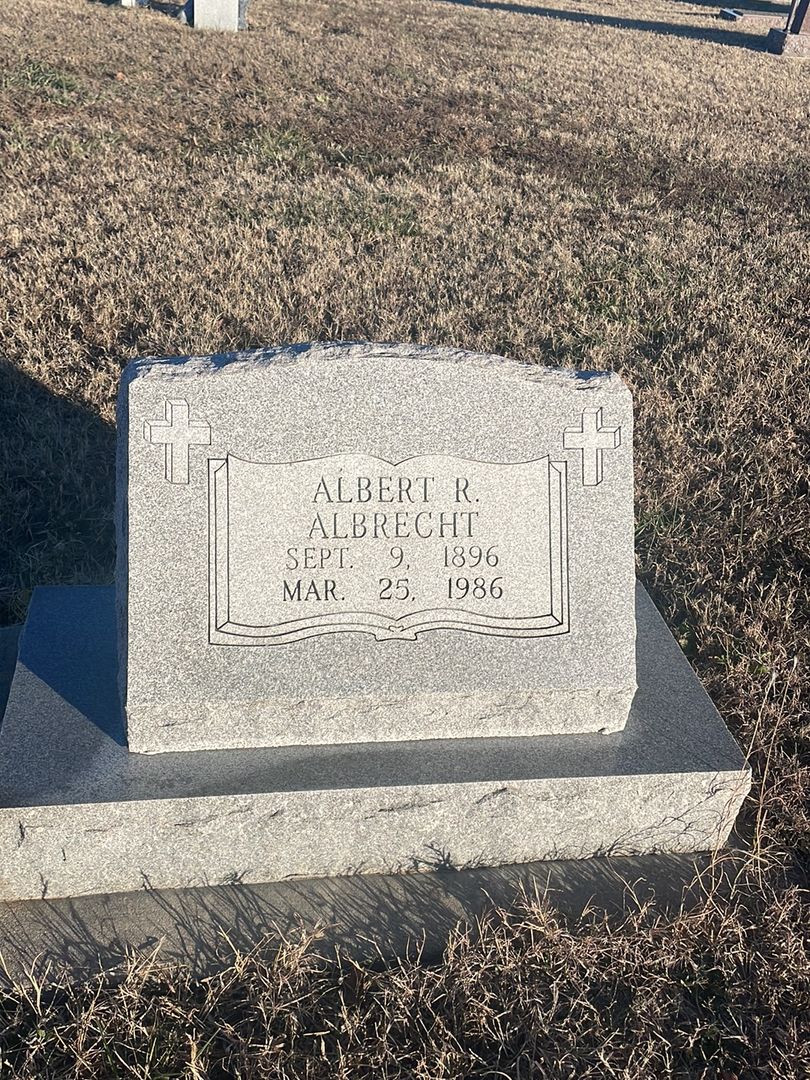 ALBERT R.
ALBRECHT
SEPT. 9, 1896
MAR. 25, 1986